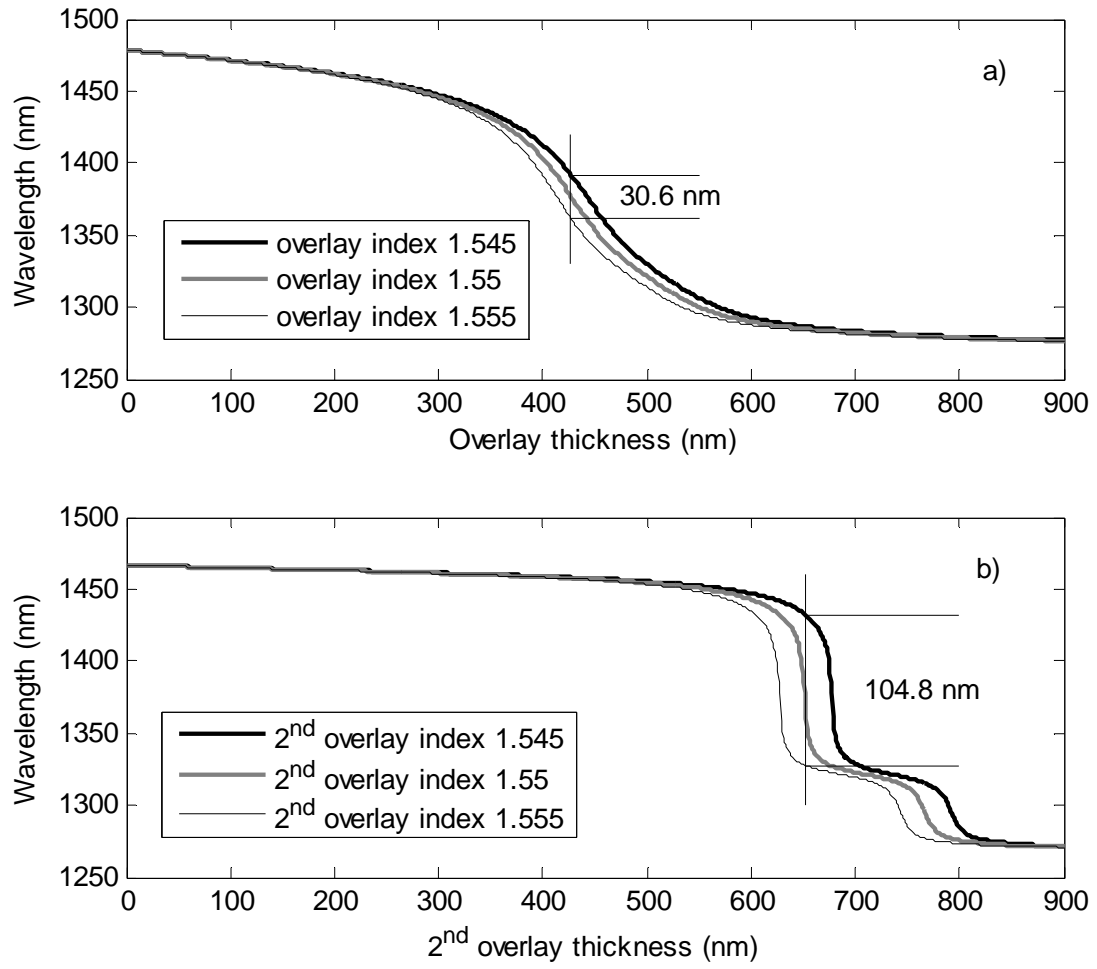 1500
1450
1400
1350
1300
1250
Wavelength (nm)
a)
30.6 nm
overlay index 1.545
overlay index 1.55
overlay index 1.555
0 100 200 300 400 500 600 700 800 900
Overlay thickness (nm)
1500
1450
1400
1350
1300
1250
Wavelength (nm)
b)
104.8 nm
2nd overlay index 1.545
2nd overlay index 1.55
2nd overlay index 1.555
0 100 200 300 400 500 600 700 800 900
2nd overlay thickness (nm)